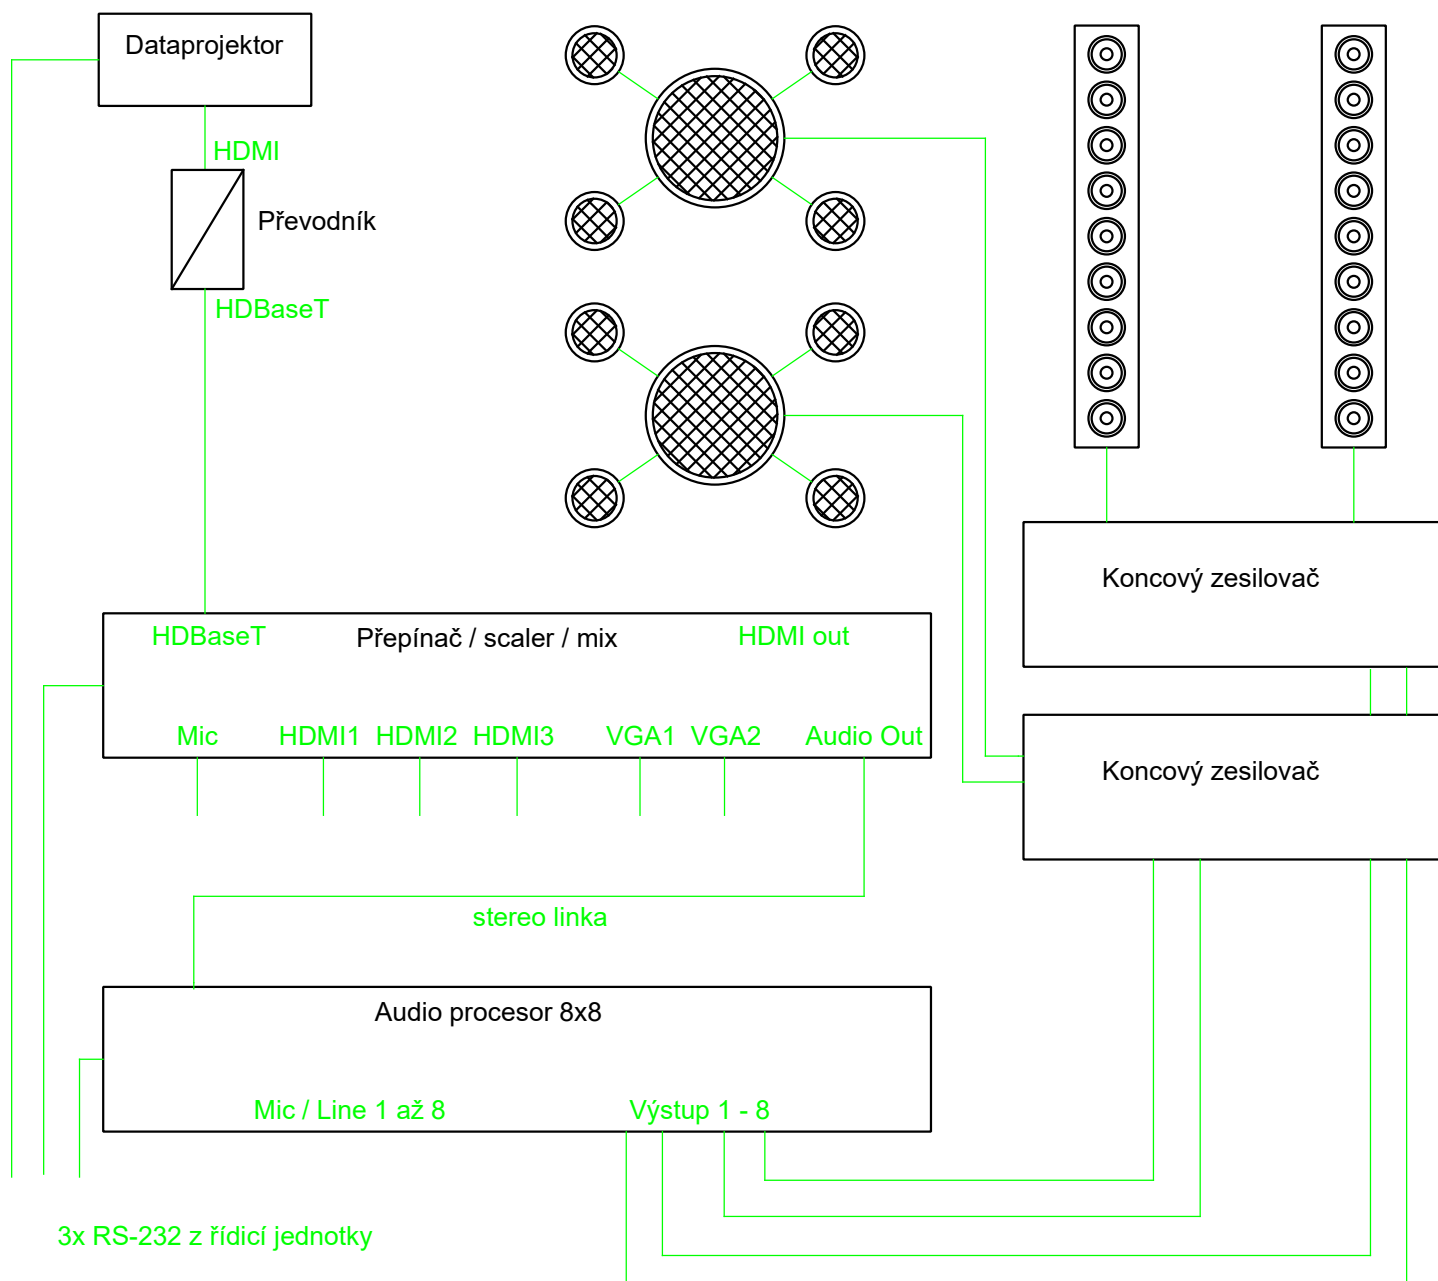 Dataprojektor
HDMI
Převodník
HDBaseT
Koncový zesilovač
HDBaseT
Přepínač / scaler / mix
HDMI out
Mic
HDMI1
HDMI2
HDMI3
VGA1
VGA2
Audio Out
Koncový zesilovač
stereo linka
Audio procesor 8x8
Mic / Line 1 až 8
Výstup 1 - 8
3x RS-232 z řídicí jednotky